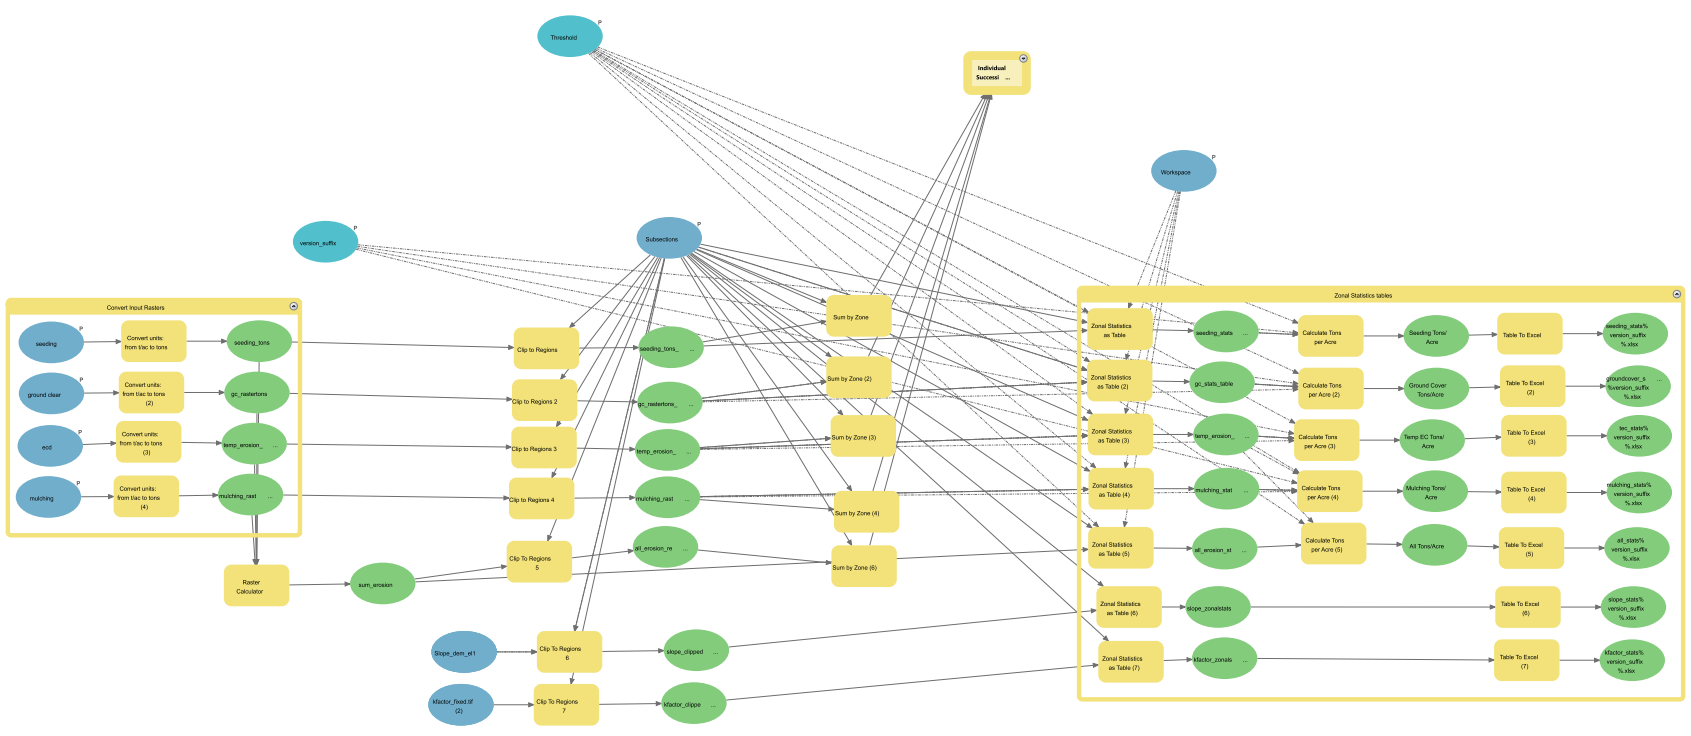 P
Threshold
Individual
Successi ...
P
Workspace
P
version_suffix
P
Subsections
Convert Input Rasters
P
seeding
Convert units:
from t/ac to tons
seeding_tons
P
ground clear
Convert units:
from t/ac to tons
(2)
gc_rastertons
P
ecd
Convert units:
from t/ac to tons
(3)
temp_erosion_ ...
P
mulching
Convert units:
from t/ac to tons
(4)
mulching_rast ...
Raster
Calculator
sum_erosion
Clip to Regions
seeding_tons_ ...
Sum by Zone
Clip to Regions 2
gc_rastertons_ ...
Sum by Zone (2)
Clip to Regions 3
temp_erosion_ ...
Sum by Zone (3)
Clip to Regions 4
mulching_rast ...
Sum by Zone (4)
Clip To Regions
5
all_erosion_re ...
Sum by Zone (6)
Slope_dem_el1
Clip To Regions
6
slope_clipped ...
kfactor_fixed.tif
(2)
Clip To Regions
7
kfactor_clippe ...
Zonal Statistics tables
Zonal Statistics
as Table
seeding_stats ...
Calculate Tons
per Acre
Seeding Tons/
Acre
Table To Excel
seeding_stats%
version_suffix
%.xlsx
Zonal Statistics
as Table (2)
gc_stats_table
Calculate Tons
per Acre (2)
Ground Cover
Tons/Acre
Table To Excel
(2)
groundcover_s ...
%version_suffix
%.xlsx
Zonal Statistics
as Table (3)
temp_erosion_ ...
Calculate Tons
per Acre (3)
Temp EC Tons/
Acre
Table To Excel
(3)
tec_stats%
version_suffix
%.xlsx
Zonal Statistics
as Table (4)
mulching_stat ...
Calculate Tons
per Acre (4)
Mulching Tons/
Acre
Table To Excel
(4)
mulching_stats%
version_suffix
%.xlsx
Zonal Statistics
as Table (5)
all_erosion_st ...
Calculate Tons
per Acre (5)
All Tons/Acre
Table To Excel
(5)
all_stats%
version_suffix
%.xlsx
Zonal Statistics
as Table (6)
slope_zonalstats
Table To Excel
(6)
slope_stats%
version_suffix
%.xlsx
Zonal Statistics
as Table (7)
kfactor_zonals ...
Table To Excel
(7)
kfactor_stats%
version_suffix
%.xlsx